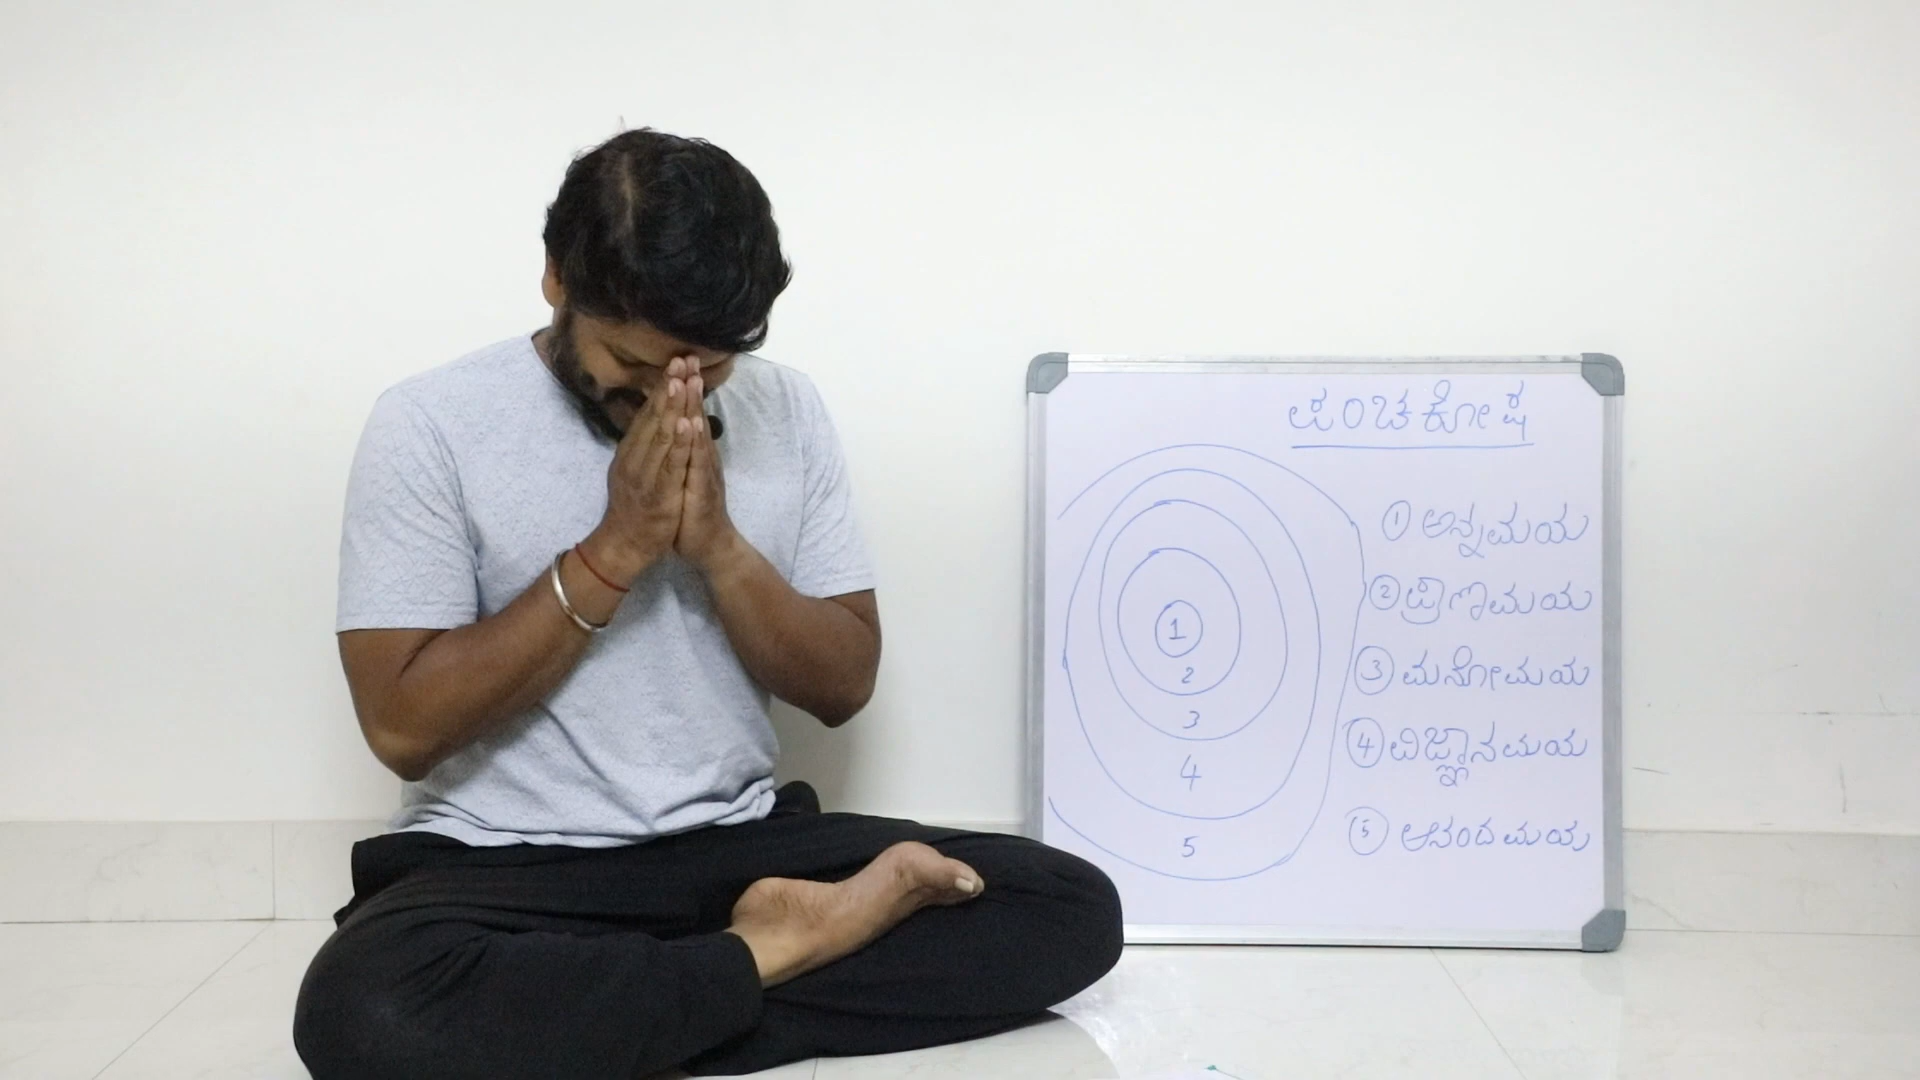 ಪಂಚಕೋಷ
① ಅನ್ನಮಯ
② ಪ್ರಾಣಮಯ
③ ಮನೋಮಯ
④ ವಿಜ್ಞಾನಮಯ
⑤ ಆನಂದಮಯ
1
2
3
4
5